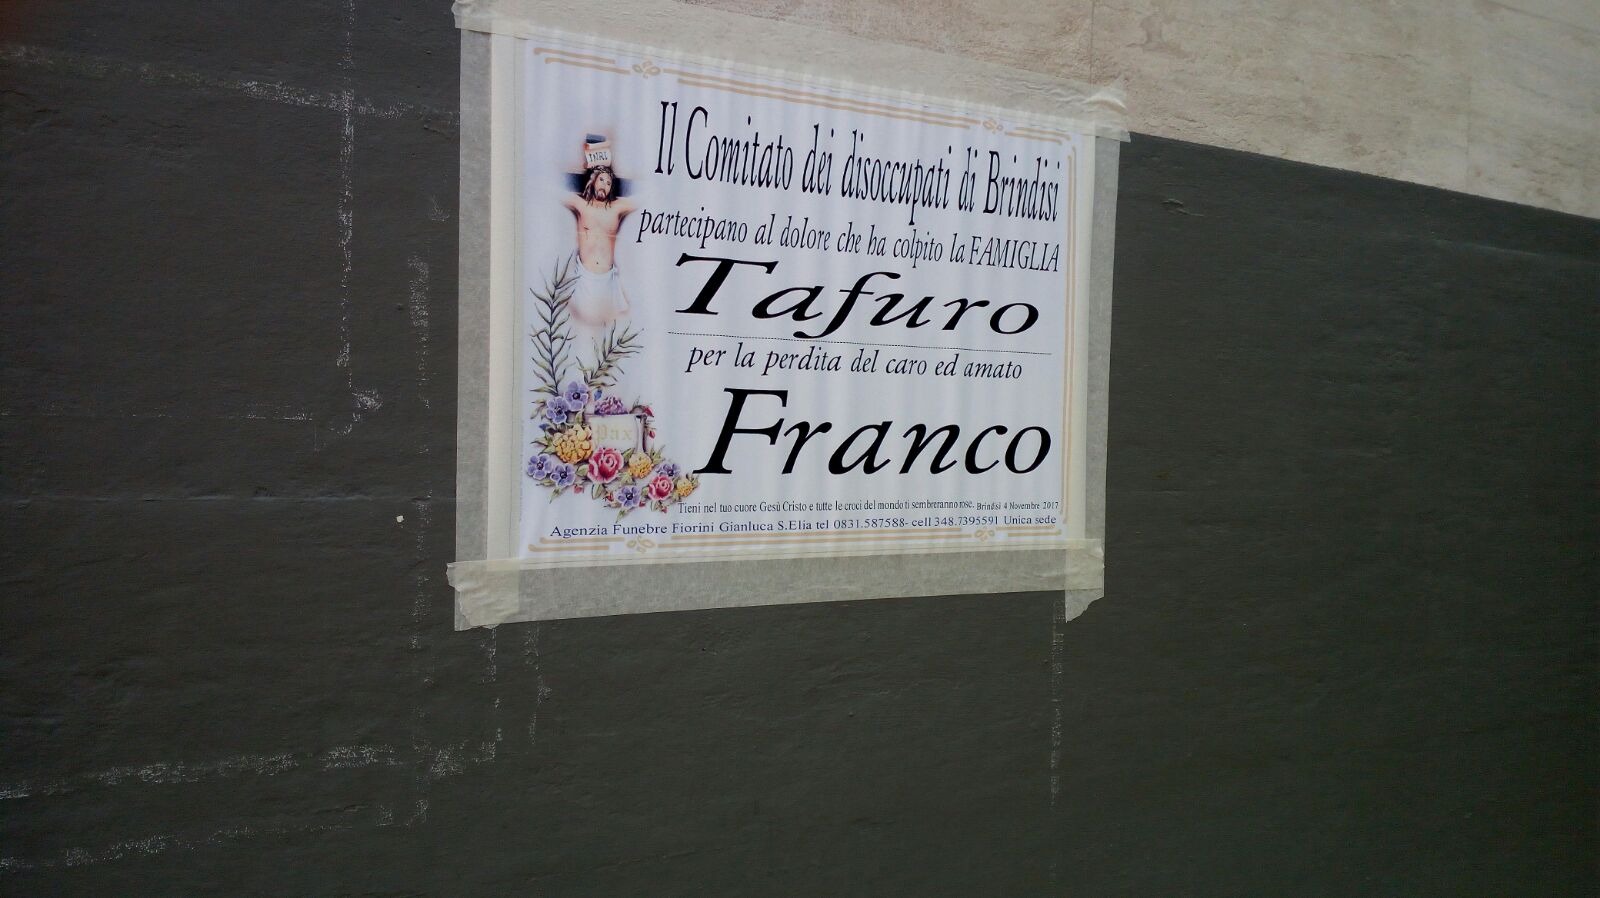 INRI
Il Comitato dei disoccupati di Brindisi
partecipano al dolore che ha colpito la FAMIGLIA
Tafuro
per la perdita del caro ed amato
Franco
Pax
Tieni nel tuo cuore Gesù Cristo e tutte le croci del mondo ti sembreranno rose. Brindisi 4 Novembre 2017
Agenzia Funebre Fiorini Gianluca S.Elia tel 0831.587588- cell 348.7395591 Unica sede